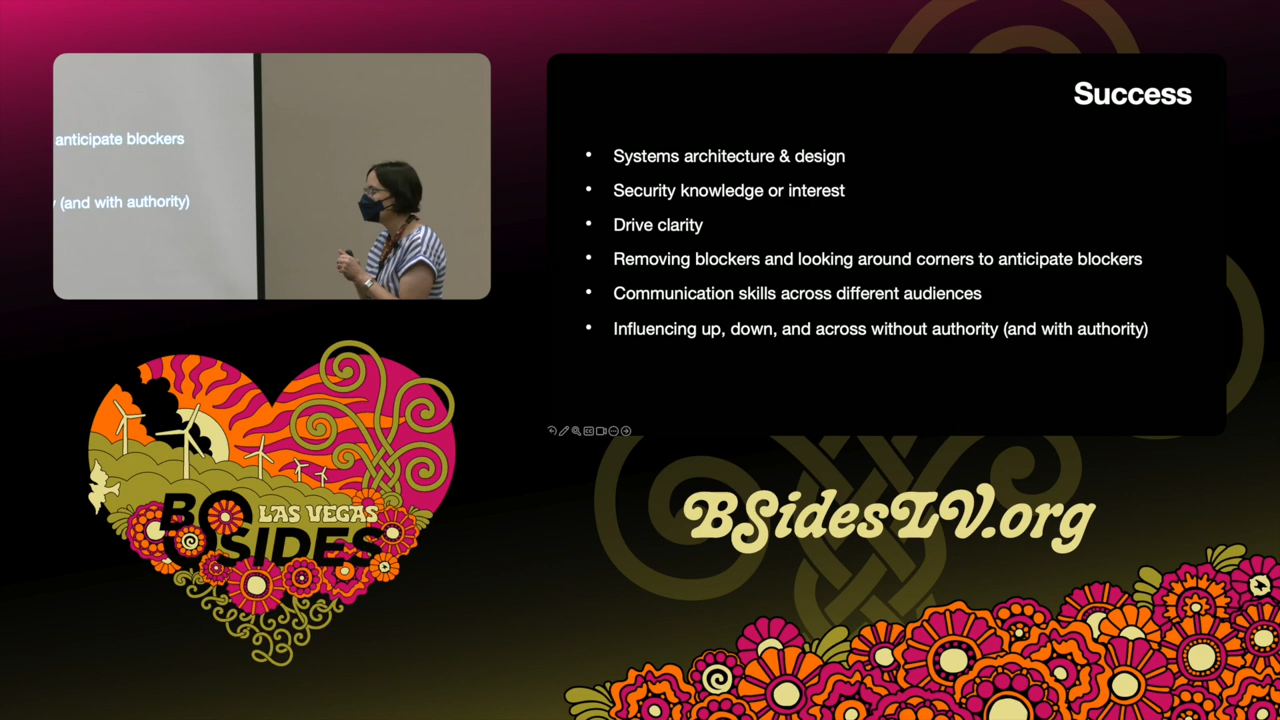 anticipate blockers
(and with authority)
Success
• Systems architecture & design
• Security knowledge or interest
• Drive clarity
• Removing blockers and looking around corners to anticipate blockers
• Communication skills across different audiences
• Influencing up, down, and across without authority (and with authority)
CC
LAS VEGAS
BSIDES
23
BSidesLV.org